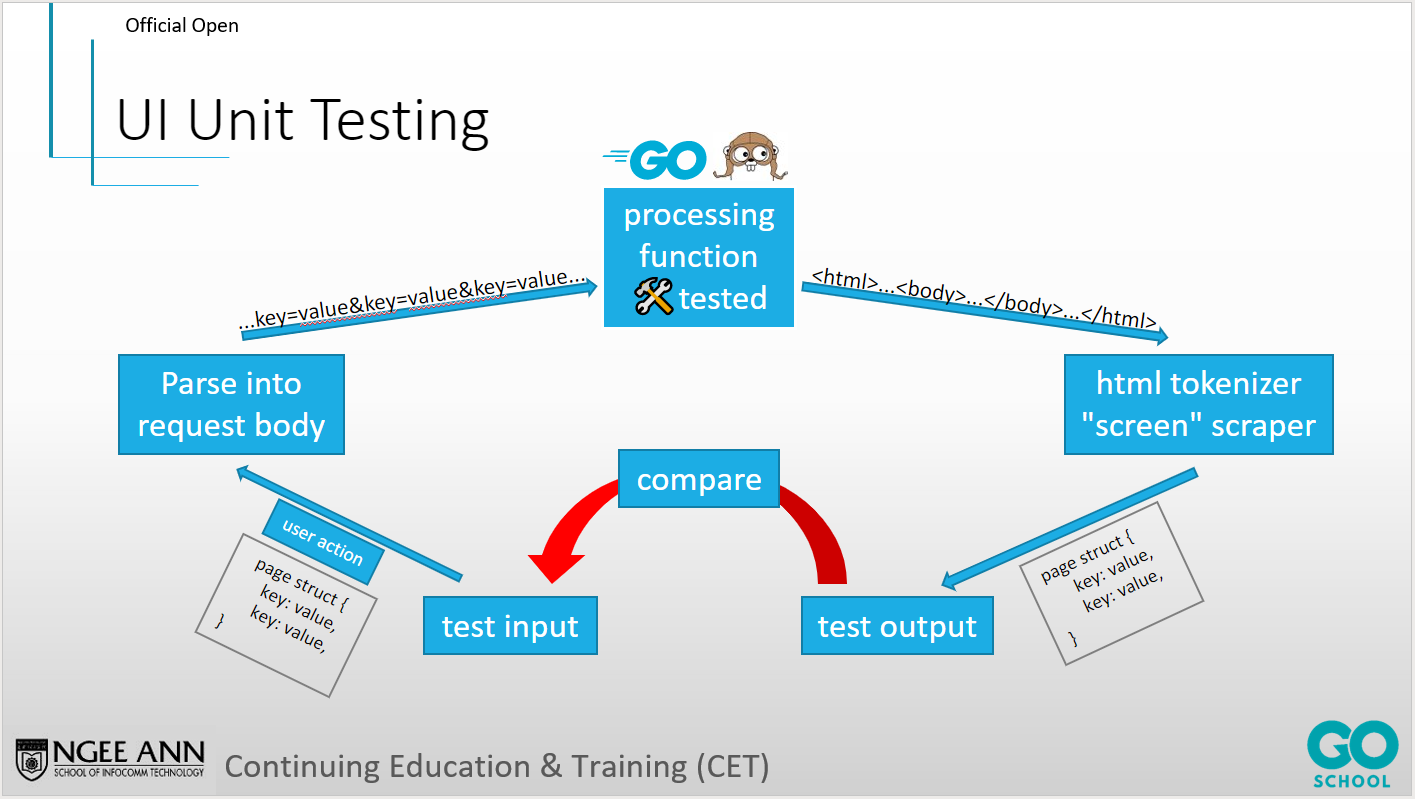 Official Open
UI Unit Testing
GO
processing
function
tested
...key=value&key=value&key=value...
<html>...<body>...</body>...</html>
Parse into
request body
html tokenizer
"screen" scraper
compare
user action
page struct {
key: value,
key: value,
}
page struct {
key: value,
key: value,
}
test input
test output
NGEE ANN
SCHOOL OF INFOCOMM TECHNOLOGY
Continuing Education & Training (CET)
GO
SCHOOL